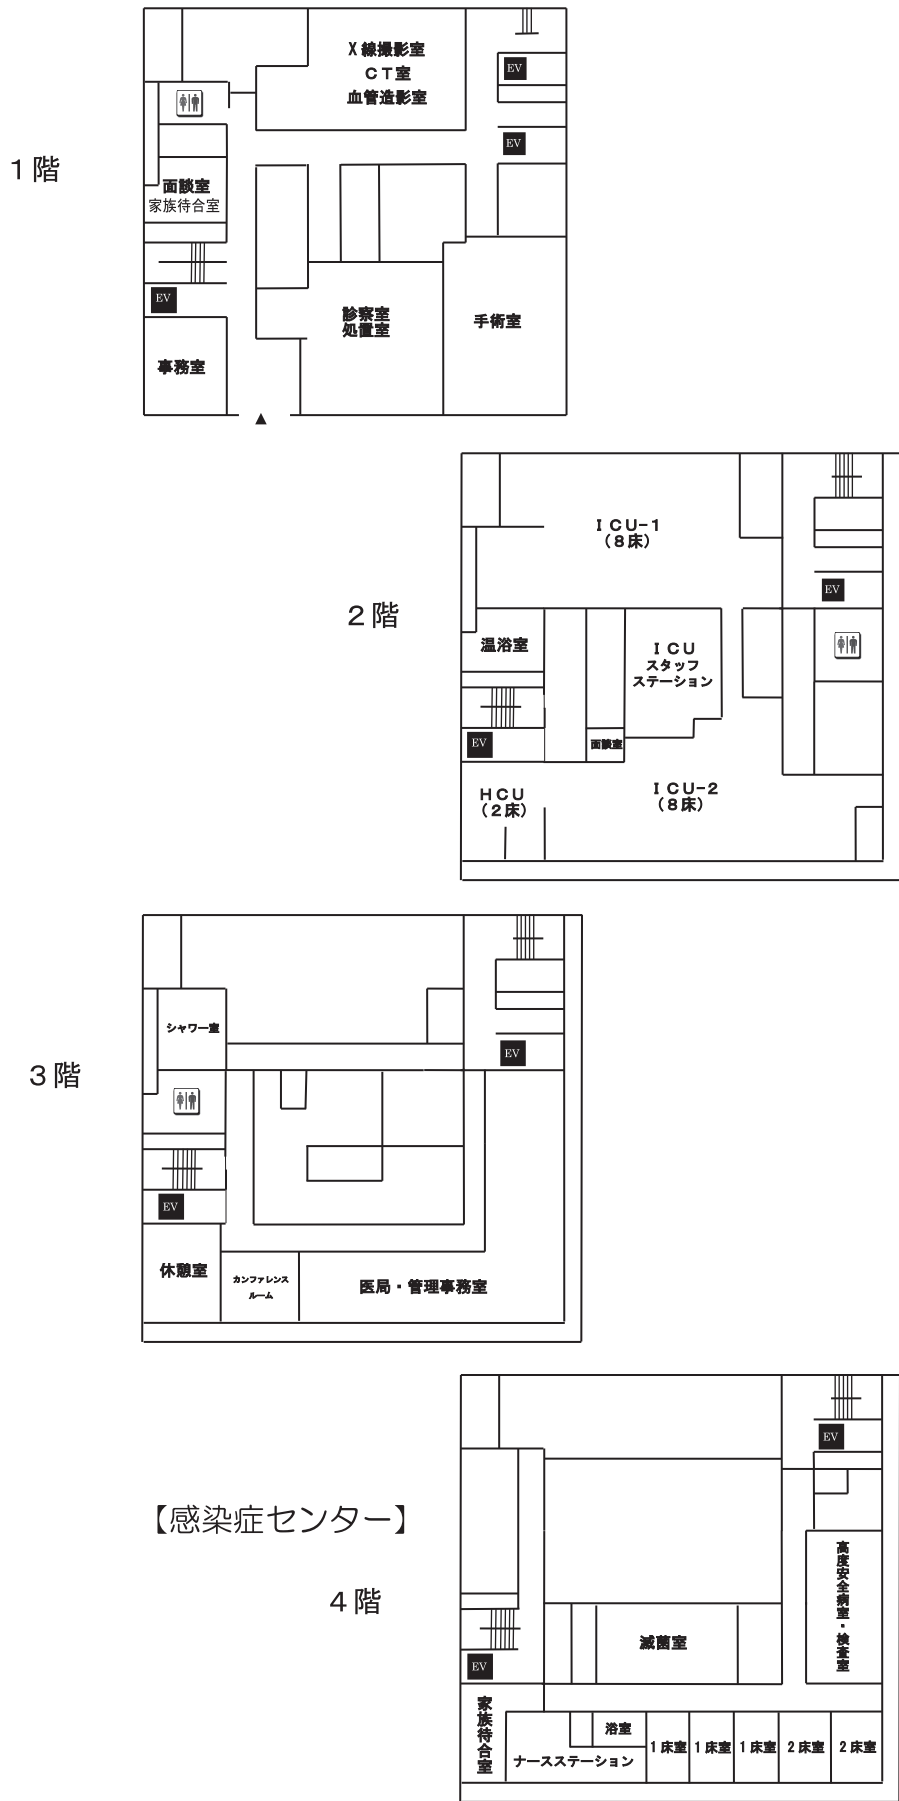 1階
X線撮影室
CT室
血管造影室
EV
EV
面談室
家族待合室
EV
診察室
処置室
手術室
事務室
▲
2階
ICU-1
(8床)
EV
温浴室
ICU
スタッフ
ステーション
EV
面談室
HCU
(2床)
ICU-2
(8床)
3階
シャワー室
EV
EV
休憩室
カンファレンス
ルーム
医局・管理事務室
【感染症センター】
4階
EV
高度安全病室・検査室
滅菌室
EV
家族待合室
浴室
ナースステーション
1床室
1床室
1床室
2床室
2床室